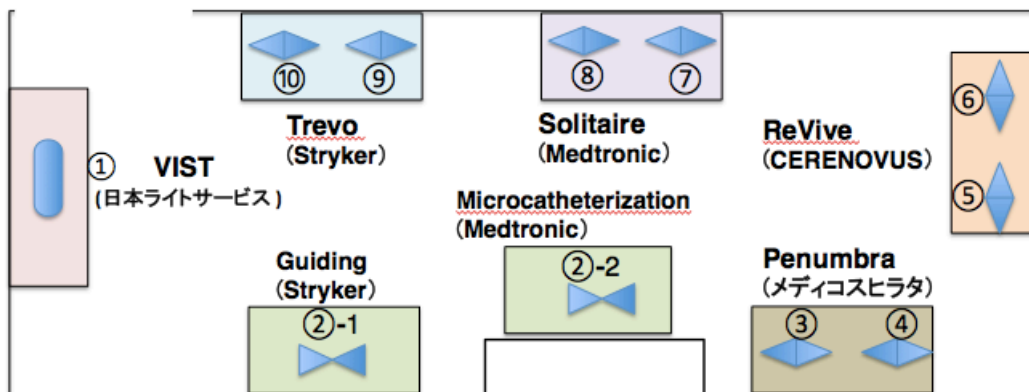 ⑩ ⑨
Trevo
(Stryker)
⑧ ⑦
Solitaire
(Medtronic)
⑥
ReVive
(CERENOVUS)
⑤
① VIST
(日本ライトサービス)
Microcatheterization
(Medtronic)
②-2
Guiding
(Stryker)
②-1
Penumbra
(メディコスヒラタ)
③ ④